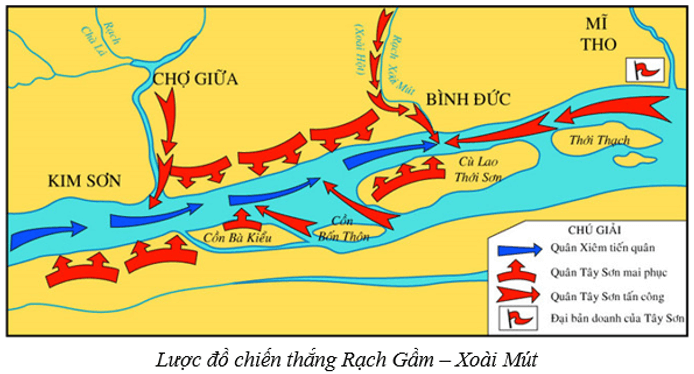 Rạch
Chà Là
CHỢ GIỮA
(Xoài Hột)
Rạch Xoài Mút
MĨ
THO
BÌNH ĐỨC
Thới Thạch
Cù Lao
Thới Sơn
KIM SƠN
Cồn Bà Kiểu
Cồn
Bốn Thôn
CHÚ GIẢI
Quân Xiêm tiến quân
Quân Tây Sơn mai phục
Quân Tây Sơn tấn công
Đại bản doanh của Tây Sơn
Lược đồ chiến thắng Rạch Gầm – Xoài Mút